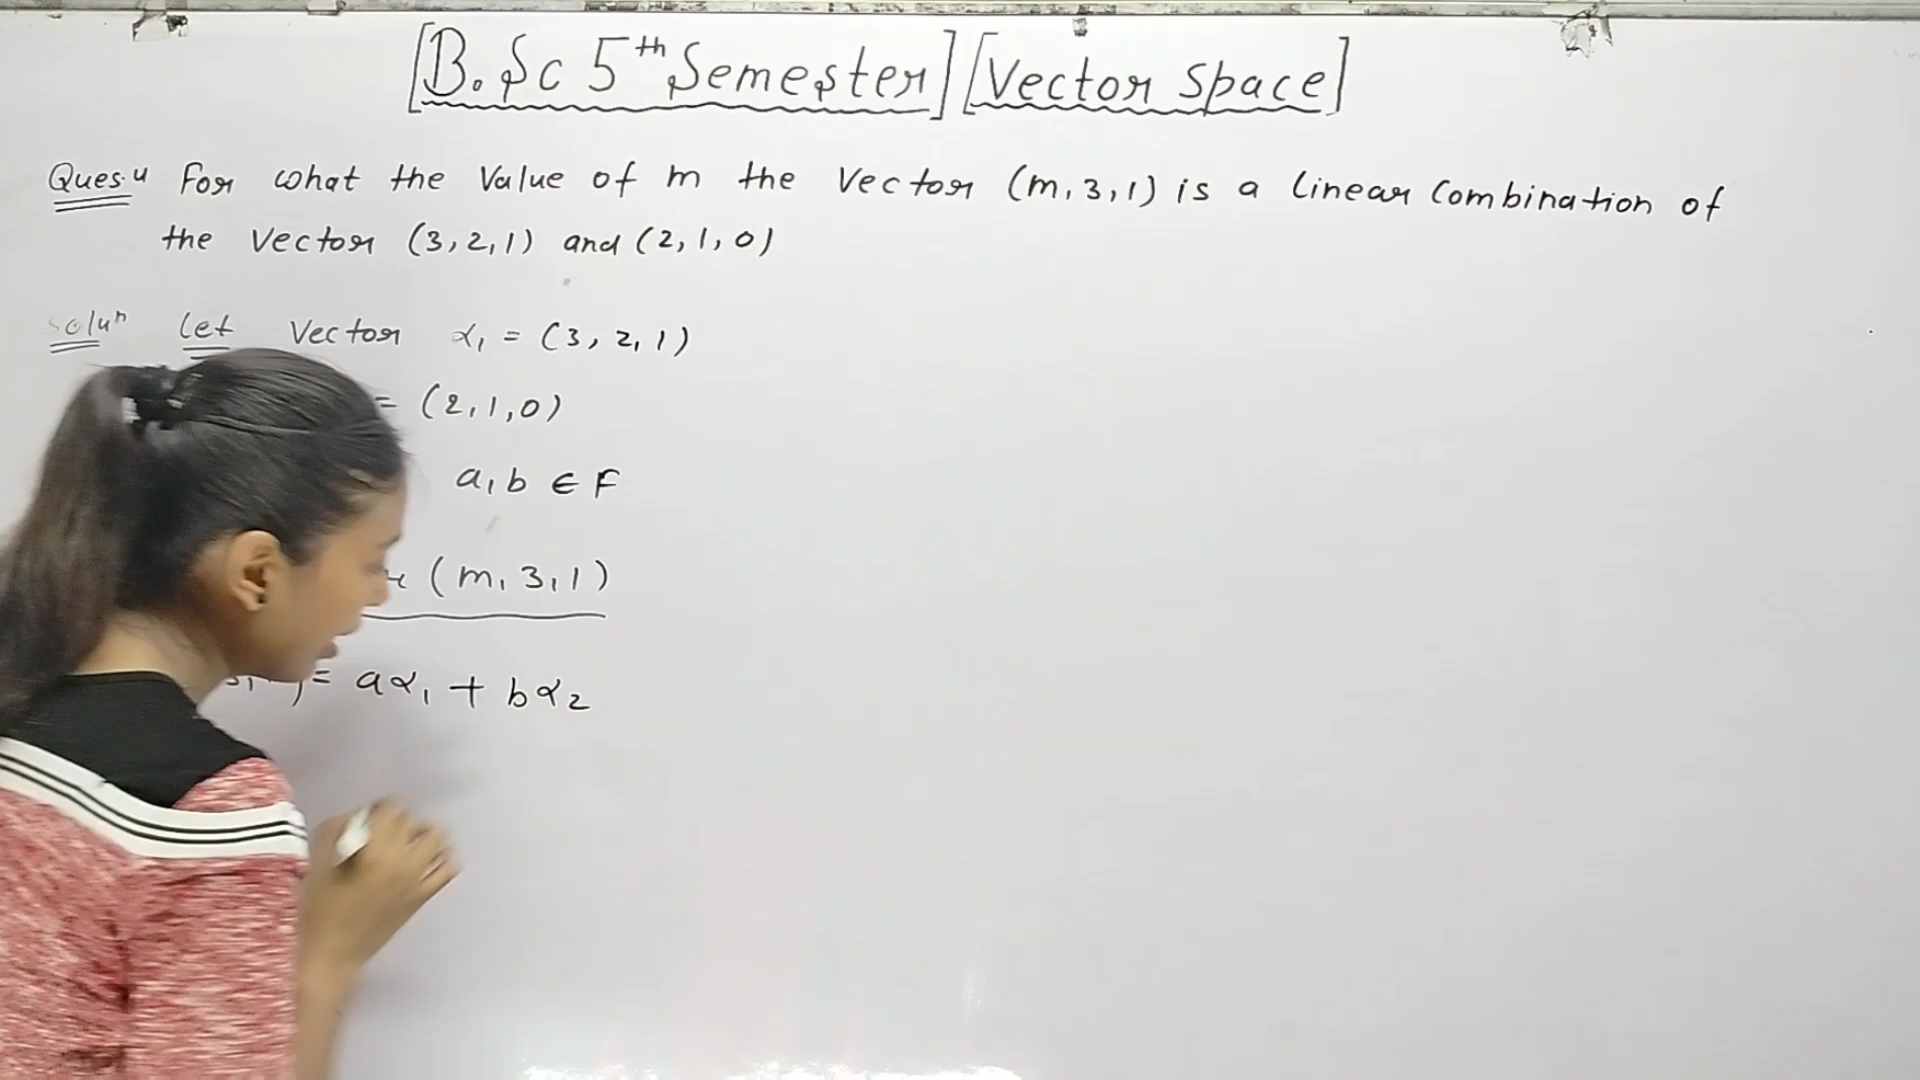 [B.Sc 5th Semester] [Vector Space]
Ques.4 For what the Value of m the Vector (m, 3, 1) is a Linear Combination of
the Vector (3, 2, 1) and (2, 1, 0)
Soluⁿ Let Vector α₁ = (3, 2, 1)
= (2, 1, 0)
a, b ∈ F
(m, 3, 1)
= aα₁ + bα₂